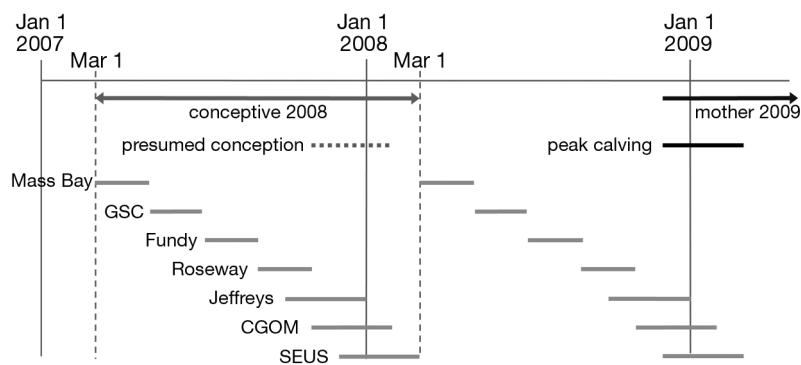 Jan 1
2007
Mar 1
Jan 1
2008
Mar 1
Jan 1
2009
conceptive 2008
mother 2009
presumed conception
peak calving
Mass Bay
GSC
Fundy
Roseway
Jeffreys
CGOM
SEUS